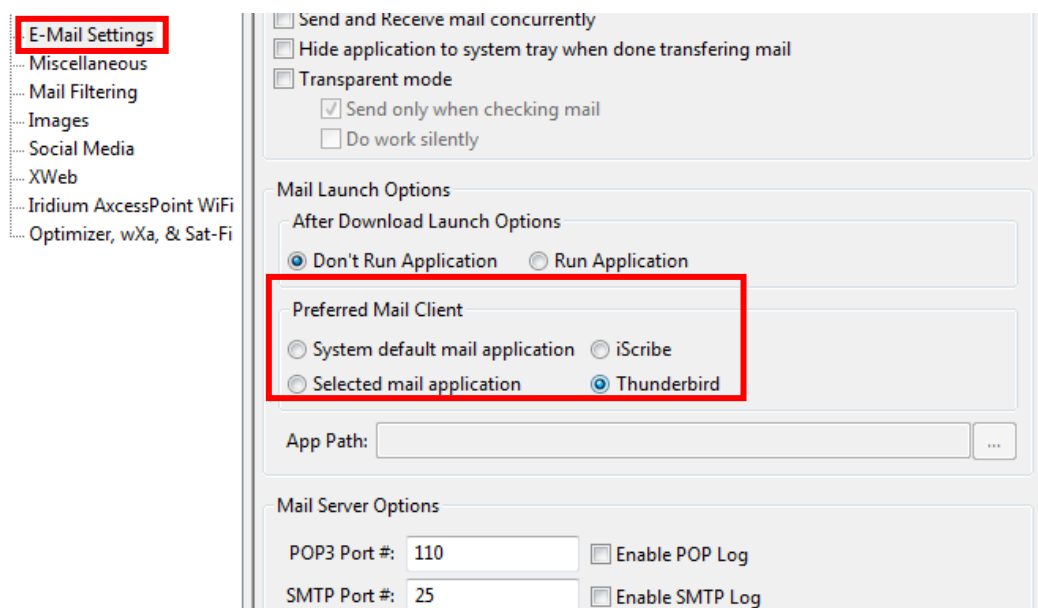 Send and Receive mail concurrently
E-Mail Settings
Hide application to system tray when done transfering mail
Miscellaneous
Transparent mode
Mail Filtering
Send only when checking mail
Images
Do work silently
Social Media
XWeb
Mail Launch Options
Iridium AxcessPoint WiFi
After Download Launch Options
Optimizer, wXa, & Sat-Fi
Don't Run Application Run Application
Preferred Mail Client
System default mail application iScribe
Selected mail application Thunderbird
App Path: ...
Mail Server Options
POP3 Port #: 110 Enable POP Log
SMTP Port #: 25 Enable SMTP Log